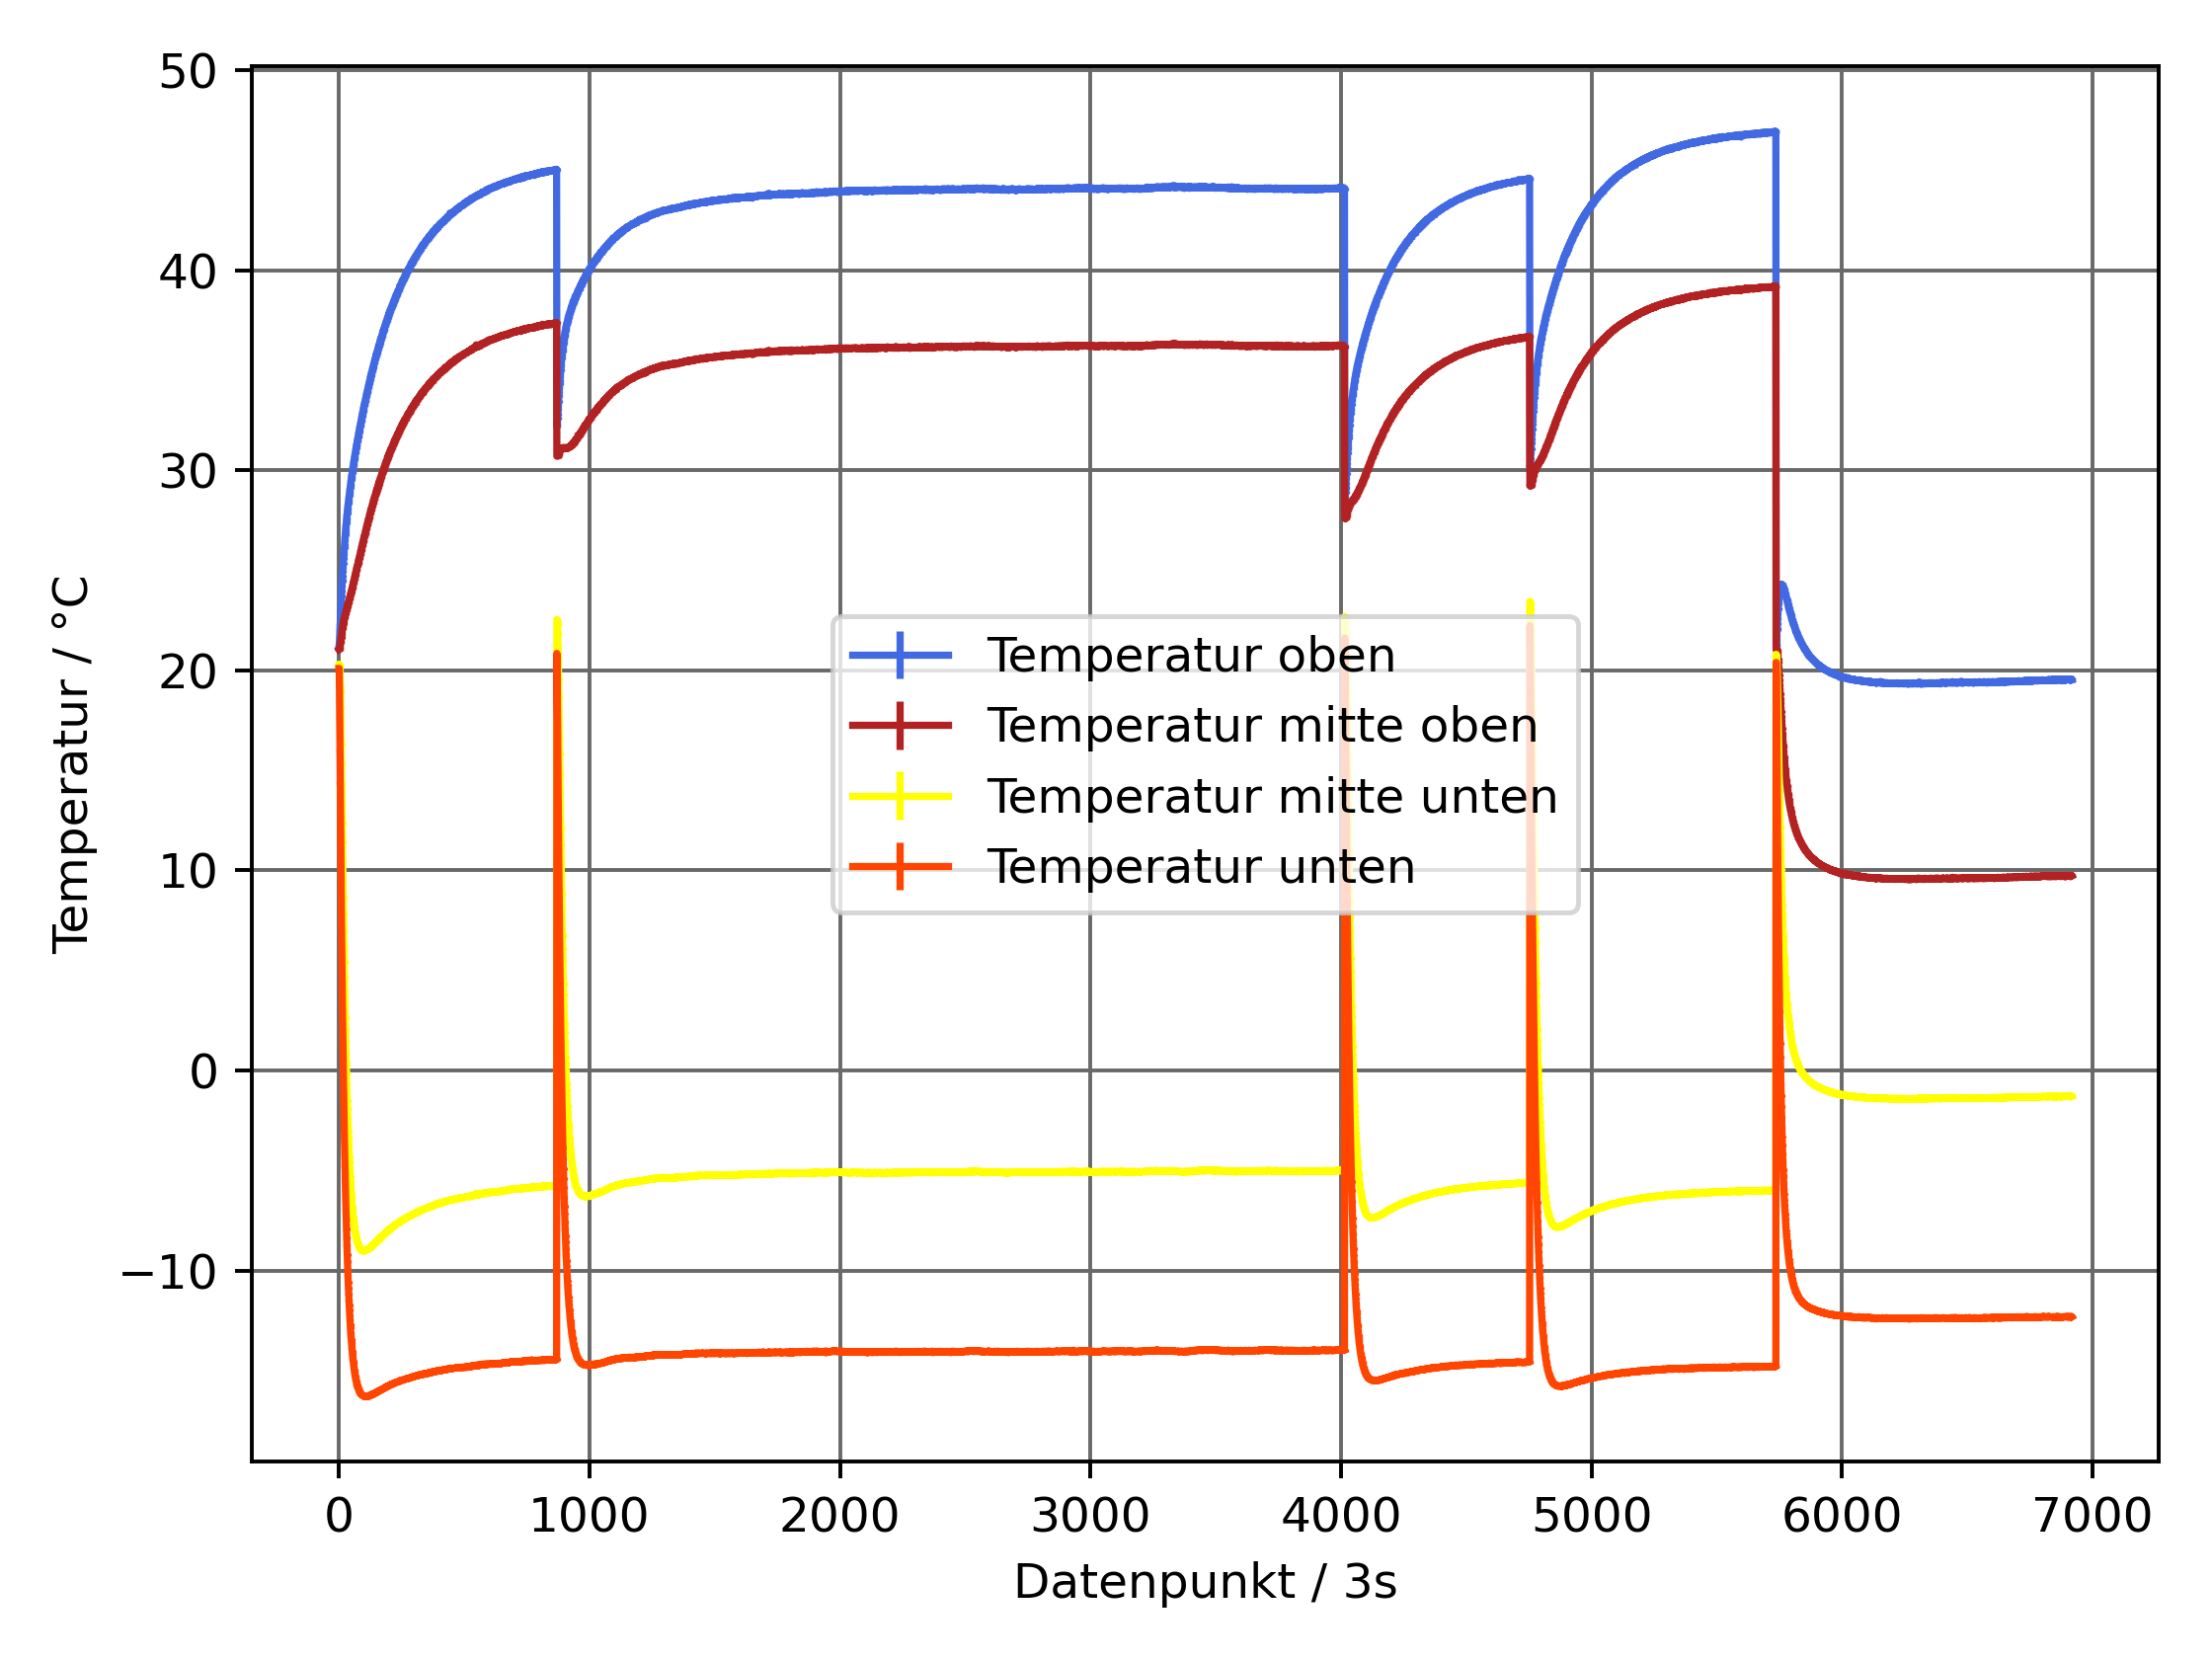 50
40
30
20
10
0
−10
Temperatur / °C
Temperatur oben
Temperatur mitte oben
Temperatur mitte unten
Temperatur unten
0 1000 2000 3000 4000 5000 6000 7000
Datenpunkt / 3s